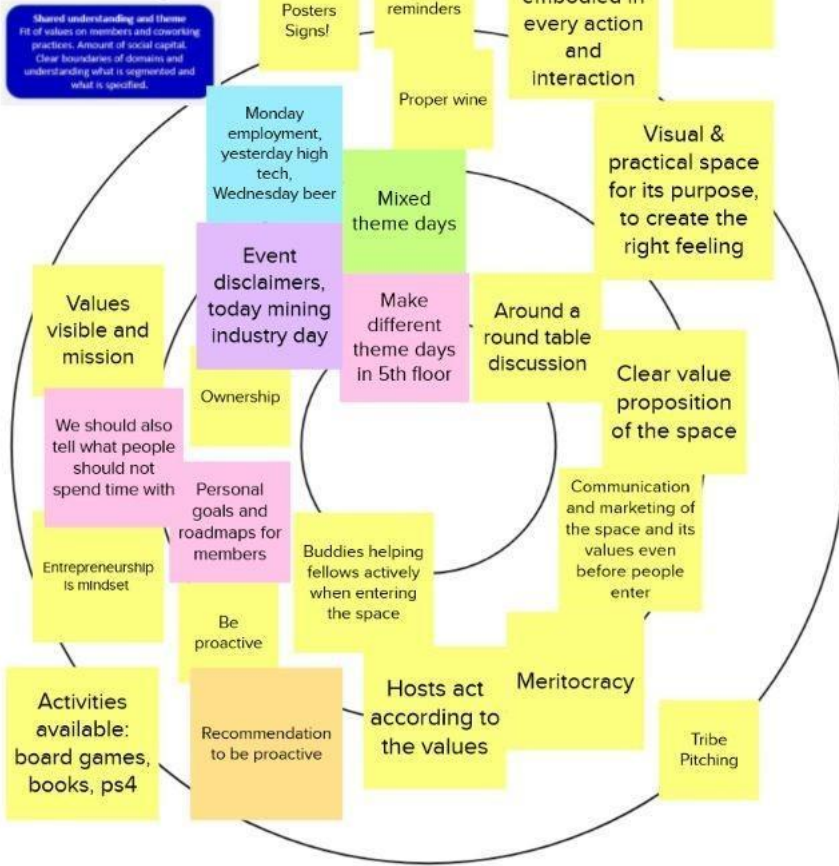 Shared understanding and theme
Fit of values on members and coworking
practices. Amount of social capital.
Clear boundaries of domains and
understanding what is segmented and
what is specified.
Posters
Signs!
reminders
embodied in
every action
and
interaction
Proper wine
Monday
employment,
yesterday high
tech,
Wednesday beer
Mixed
theme days
Visual &
practical space
for its purpose,
to create the
right feeling
Event
disclaimers,
today mining
industry day
Values
visible and
mission
Make
different
theme days
in 5th floor
Around a
round table
discussion
Clear value
proposition
of the space
Ownership
We should also
tell what people
should not
spend time with
Personal
goals and
roadmaps for
members
Communication
and marketing of
the space and its
values even
before people
enter
Entrepreneurship
is mindset
Buddies helping
fellows actively
when entering
the space
Be
proactive
Activities
available:
board games,
books, ps4
Recommendation
to be proactive
Hosts act
according to
the values
Meritocracy
Tribe
Pitching